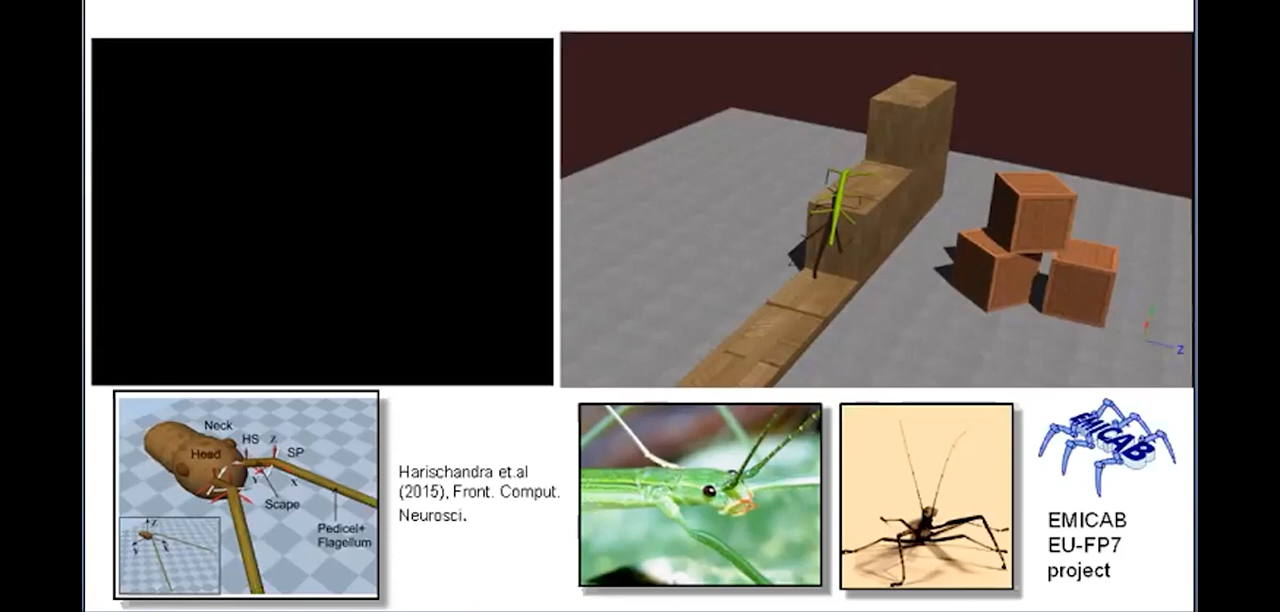 Z
Neck
HS
Z
SP
Head
Y
X
Scape
Pedicel+
Flagellum
Z
Harischandra et.al
(2015), Front. Comput.
Neurosci.
EMICAB
EMICAB
EU-FP7
project